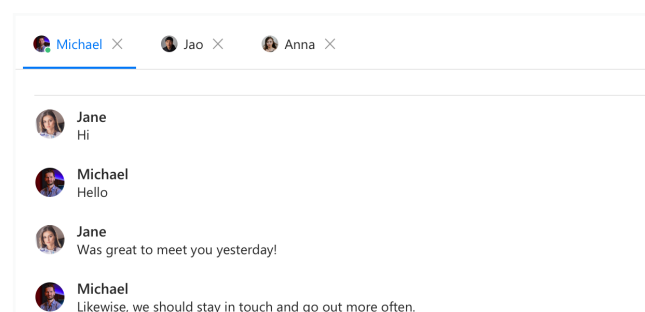 Michael Jao Anna
Jane
Hi
Michael
Hello
Jane
Was great to meet you yesterday!
Michael
Likewise, we should stay in touch and go out more often.